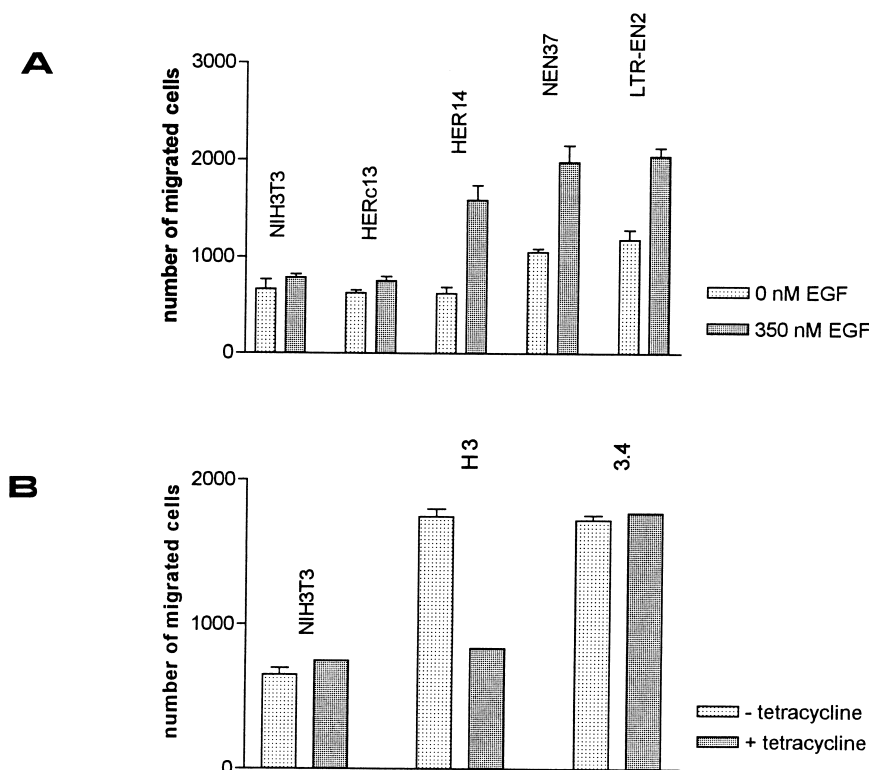 A
number of migrated cells
3000
2000
1000
0
NIH3T3
HERc13
HER14
NEN37
LTR-EN2
0 nM EGF
350 nM EGF
B
number of migrated cells
2000
1000
0
NIH3T3
H3
3.4
- tetracycline
+ tetracycline